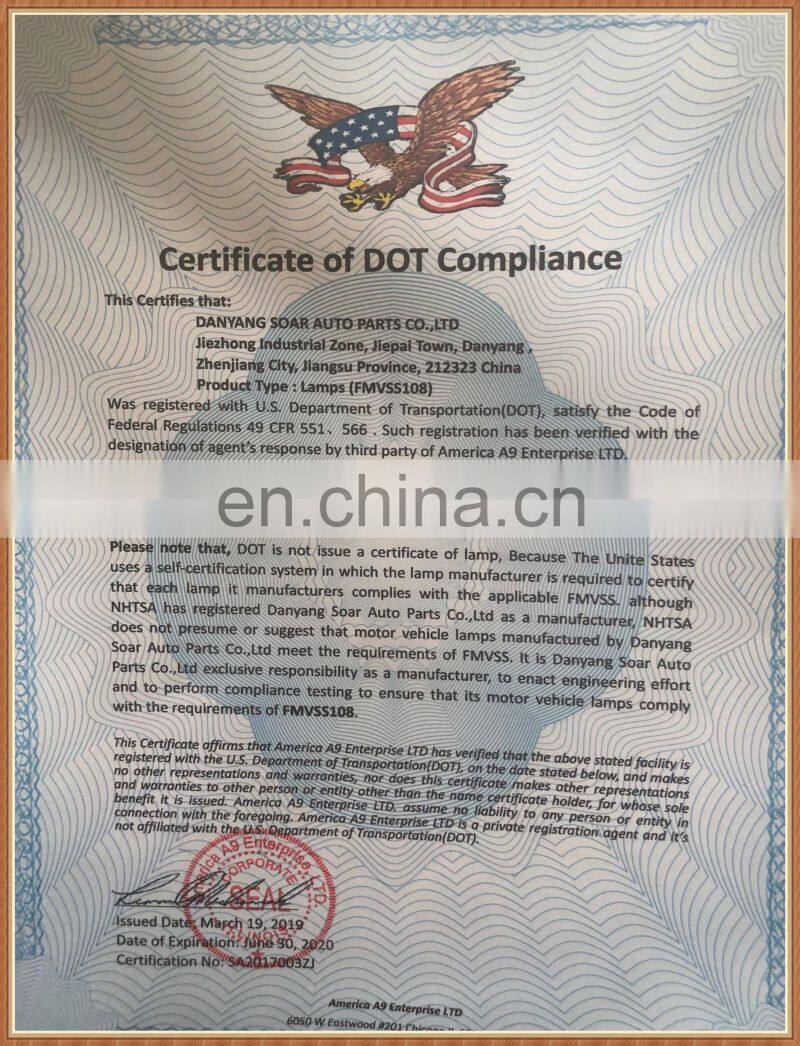 Certificate of DOT Compliance
This Certifies that:
DANYANG SOAR AUTO PARTS CO.,LTD
Jiezhong Industrial Zone, Jiepai Town, Danyang ,
Zhenjiang City, Jiangsu Province, 212323 China
Product Type : Lamps (FMVSS108)
Was registered with U.S. Department of Transportation(DOT), satisfy the Code of
Federal Regulations 49 CFR 551、566 . Such registration has been verified with the
designation of agent's response by third party of America A9 Enterprise LTD.
en.china.cn
Please note that, DOT is not issue a certificate of lamp, Because The Unite States
uses a self-certification system in which the lamp manufacturer is required to certify
that each lamp it manufacturers complies with the applicable FMVSS. although
NHTSA has registered Danyang Soar Auto Parts Co.,Ltd as a manufacturer, NHTSA
does not presume or suggest that motor vehicle lamps manufactured by Danyang
Soar Auto Parts Co.,Ltd meet the requirements of FMVSS. It is Danyang Soar Auto
Parts Co.,Ltd exclusive responsibility as a manufacturer, to enact engineering effort
and to perform compliance testing to ensure that its motor vehicle lamps comply
with the requirements of FMVSS108.
This Certificate affirms that America A9 Enterprise LTD has verified that the above stated facility is
registered with the U.S. Department of Transportation(DOT), on the date stated below, and makes
no other representations and warranties, nor does this certificate makes other representations
and warranties to other person or entity other than the name certificate holder, for whose sole
benefit it is issued. America A9 Enterprise LTD. assume no liability to any person or entity in
connection with the foregoing. America A9 Enterprise LTD is a private registration agent and it's
not affiliated with the U.S. Department of Transportation(DOT).
America A9 Enterprise LTD.
CORPORATE
SEAL
ILLINOIS
Issued Date: March 19, 2019
Date of Expiration: June 30, 2020
Certification No: SA2017003ZJ
America A9 Enterprise LTD
6050 W Eastwood #201